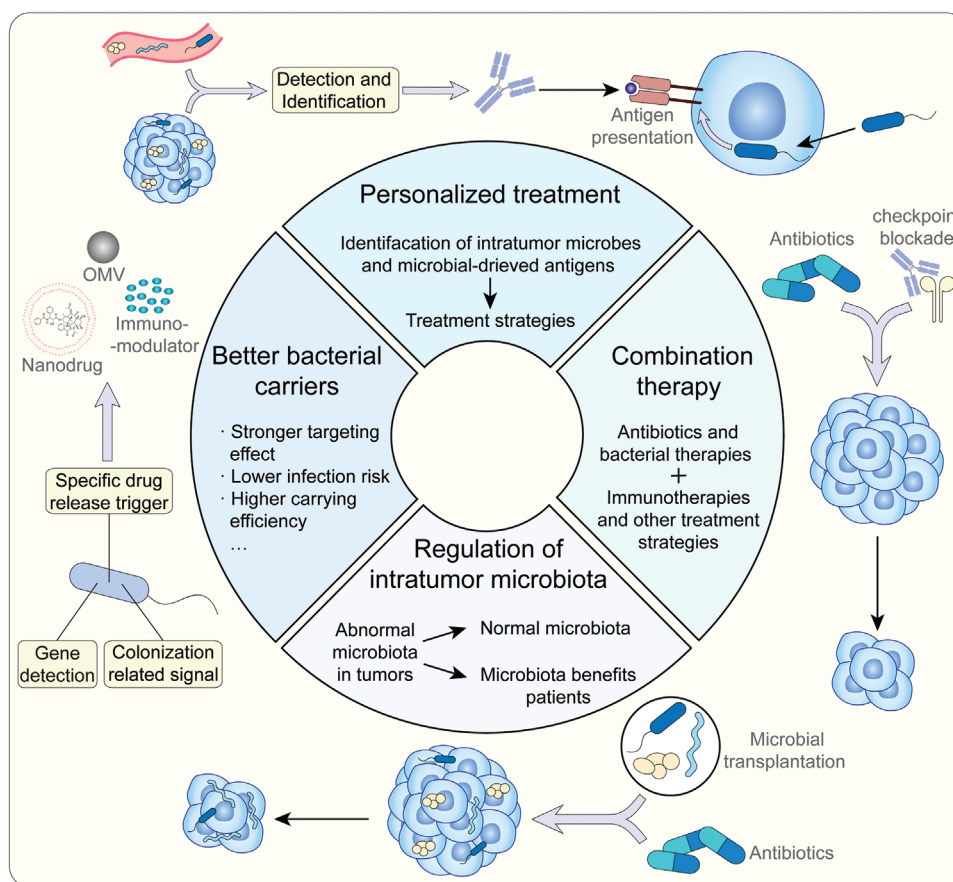 Detection and
Identification
Antigen
presentation
Personalized treatment
Identifacation of intratumor microbes
and microbial-drieved antigens
Treatment strategies
OMV
Immuno-
-modulator
Nanodrug
Specific drug
release trigger
Gene
detection
Colonization
related signal
Better bacterial
carriers
· Stronger targeting
effect
· Lower infection risk
· Higher carrying
efficiency
...
Antibiotics
checkpoin
blockade
Combination
therapy
Antibiotics and
bacterial therapies
+
Immunotherapies
and other treatment
strategies
Regulation of
intratumor microbiota
Abnormal
microbiota
in tumors
Normal microbiota
Microbiota benefits
patients
Microbial
transplantation
Antibiotics